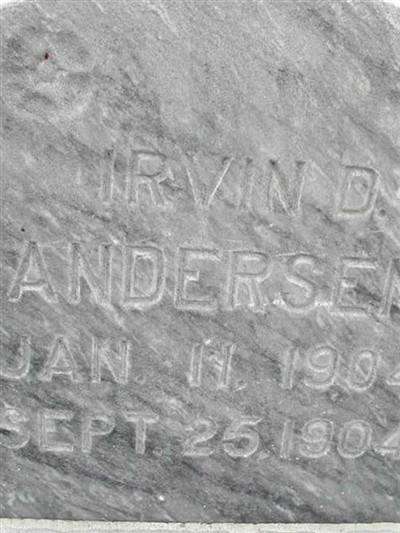 IRVIN D.
ANDERSEN
JAN. 11, 1904
SEPT. 25, 1904